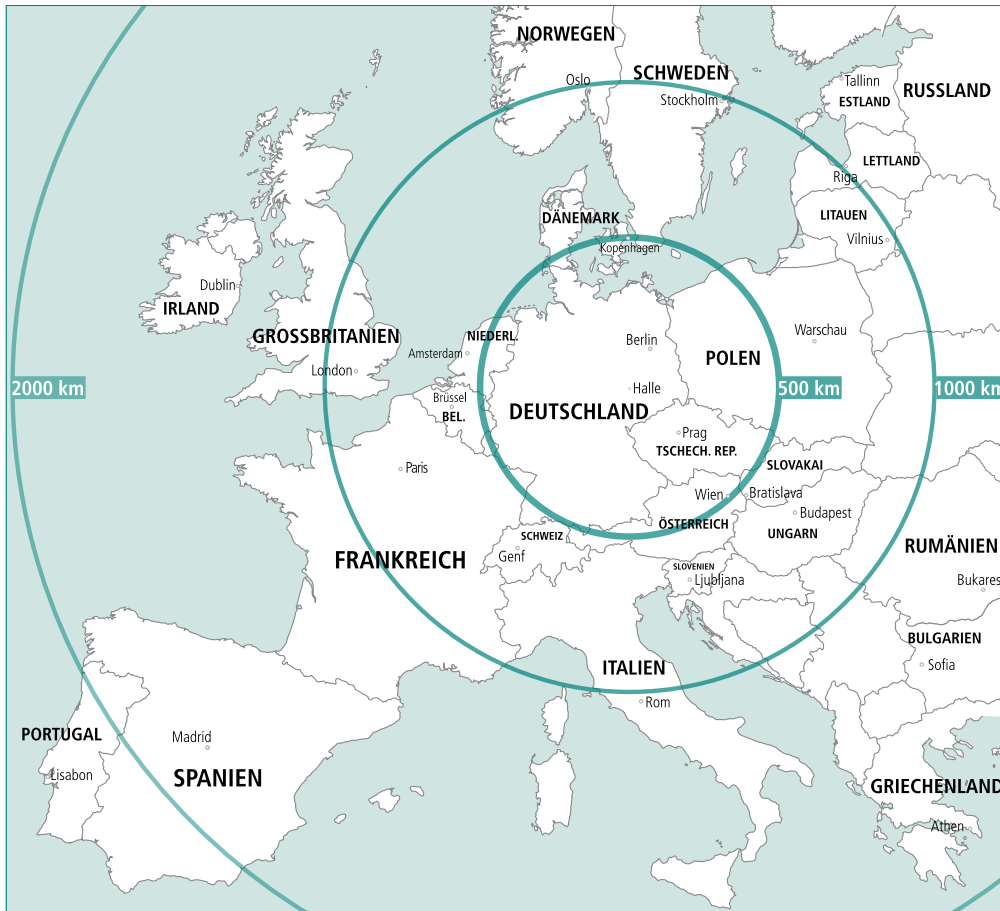 NORWEGEN
Oslo
SCHWEDEN
Stockholm
Tallinn
ESTLAND
RUSSLAND
LETTLAND
Riga
LITAUEN
Vilnius
DÄNEMARK
Kopenhagen
Dublin
IRLAND
GROSSBRITANIEN
London
NIEDERL.
Amsterdam
Berlin
Warschau
POLEN
2000 km
Halle
500 km
1000 km
Brüssel
BEL.
DEUTSCHLAND
Prag
TSCHECH. REP.
SLOVAKAI
Paris
Wien
Bratislava
Budapest
ÖSTERREICH
UNGARN
SCHWEIZ
Genf
FRANKREICH
SLOVENIEN
Ljubljana
RUMÄNIEN
Bukares
BULGARIEN
Sofia
ITALIEN
Rom
PORTUGAL
Lisabon
Madrid
SPANIEN
GRIECHENLAND
Athen